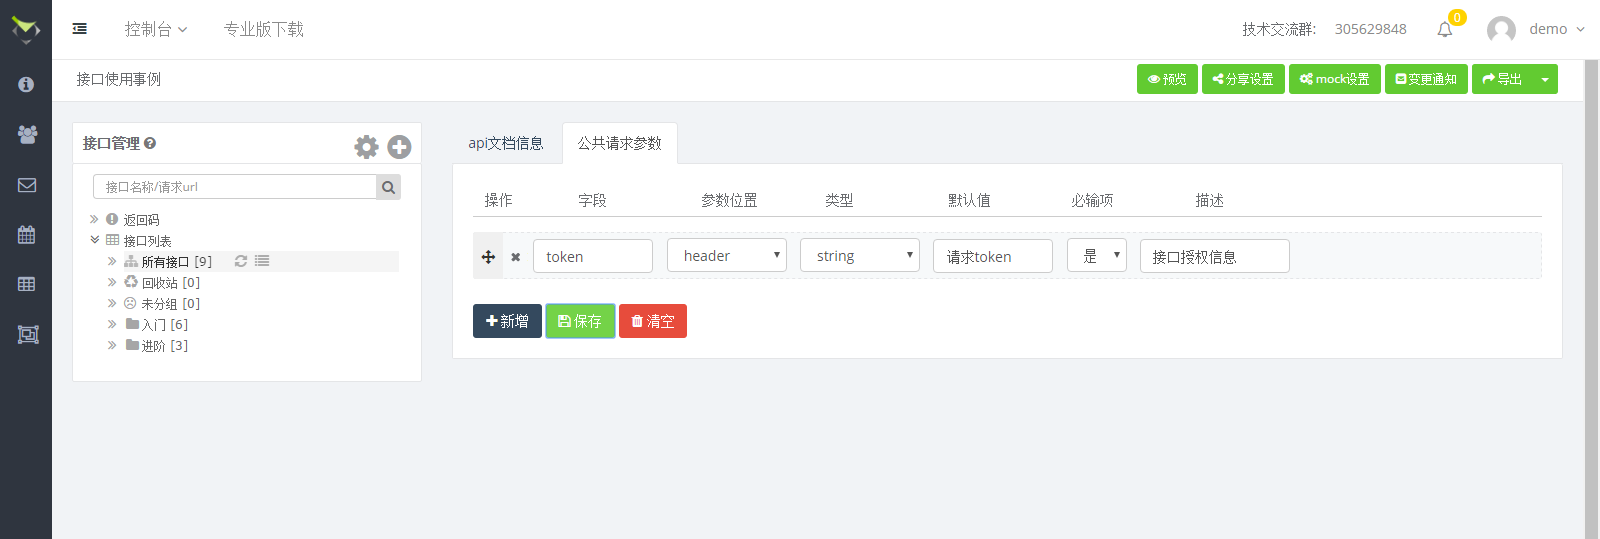 控制台 专业版下载 技术交流群: 305629848 0 demo
接口使用事例 预览 分享设置 mock设置 变更通知 导出
接口管理
接口名称/请求url
返回码
接口列表
所有接口 [9]
回收站 [0]
未分组 [0]
入门 [6]
进阶 [3]
api文档信息 公共请求参数
操作 字段 参数位置 类型 默认值 必输项 描述
token header string 请求token 是 接口授权信息
新增 保存 清空